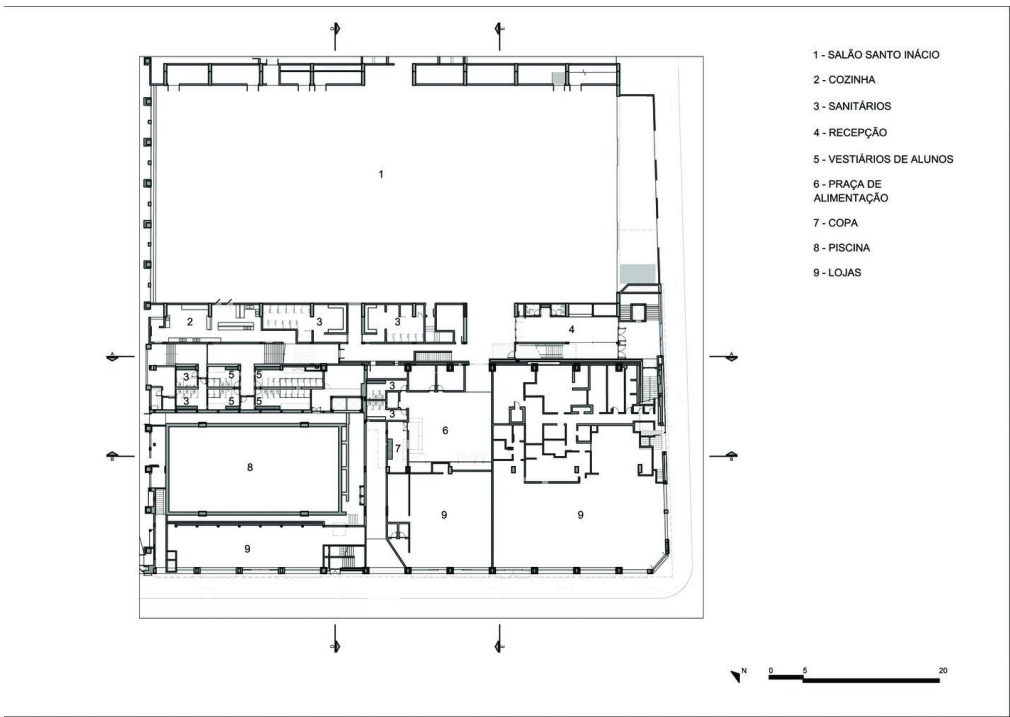 1 - SALÃO SANTO INÁCIO
2 - COZINHA
3 - SANITÁRIOS
4 - RECEPÇÃO
5 - VESTIÁRIOS DE ALUNOS
6 - PRAÇA DE
ALIMENTAÇÃO
7 - COPA
8 - PISCINA
9 - LOJAS
1
2
3
3
4
3
5
5
3
3
5
5
3
6
7
8
9
9
9
N
0 5 20